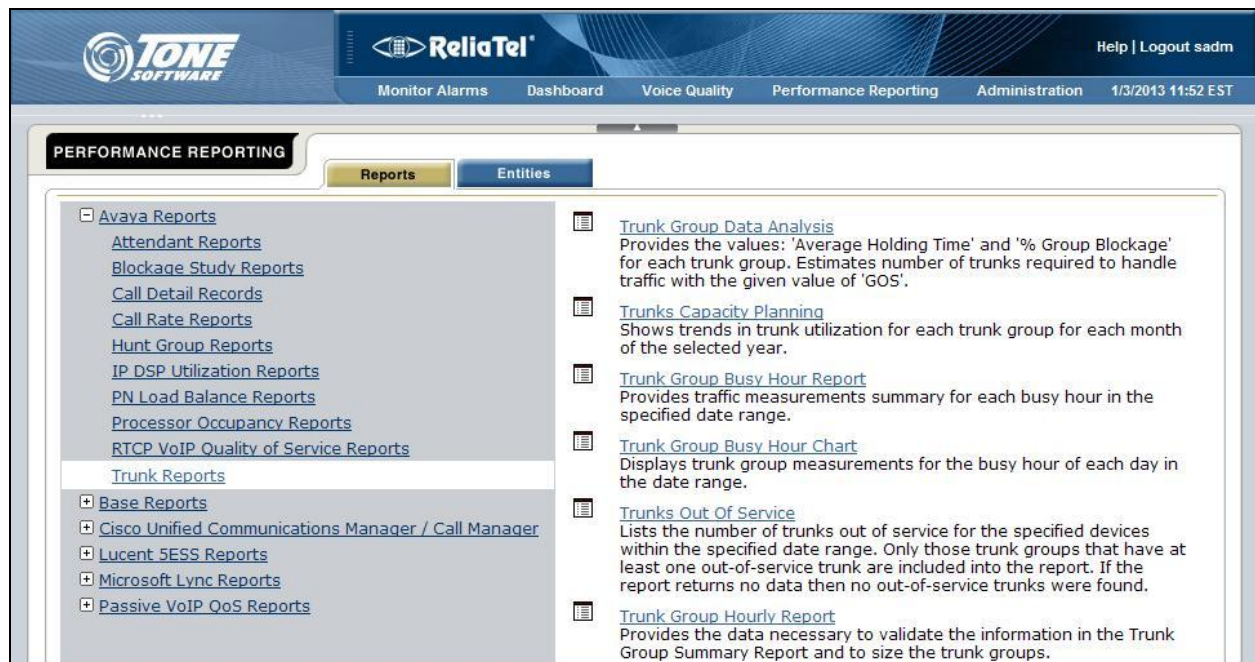 TONE
SOFTWARE
ReliaTel
Help | Logout sadm
Monitor Alarms Dashboard Voice Quality Performance Reporting Administration 1/3/2013 11:52 EST
PERFORMANCE REPORTING
Reports Entities
Avaya Reports
Attendant Reports
Blockage Study Reports
Call Detail Records
Call Rate Reports
Hunt Group Reports
IP DSP Utilization Reports
PN Load Balance Reports
Processor Occupancy Reports
RTCP VoIP Quality of Service Reports
Trunk Reports
Base Reports
Cisco Unified Communications Manager / Call Manager
Lucent 5ESS Reports
Microsoft Lync Reports
Passive VoIP QoS Reports
Trunk Group Data Analysis
Provides the values: 'Average Holding Time' and '% Group Blockage'
for each trunk group. Estimates number of trunks required to handle
traffic with the given value of 'GOS'.
Trunks Capacity Planning
Shows trends in trunk utilization for each trunk group for each month
of the selected year.
Trunk Group Busy Hour Report
Provides traffic measurements summary for each busy hour in the
specified date range.
Trunk Group Busy Hour Chart
Displays trunk group measurements for the busy hour of each day in
the date range.
Trunks Out Of Service
Lists the number of trunks out of service for the specified devices
within the specified date range. Only those trunk groups that have at
least one out-of-service trunk are included into the report. If the
report returns no data then no out-of-service trunks were found.
Trunk Group Hourly Report
Provides the data necessary to validate the information in the Trunk
Group Summary Report and to size the trunk groups.